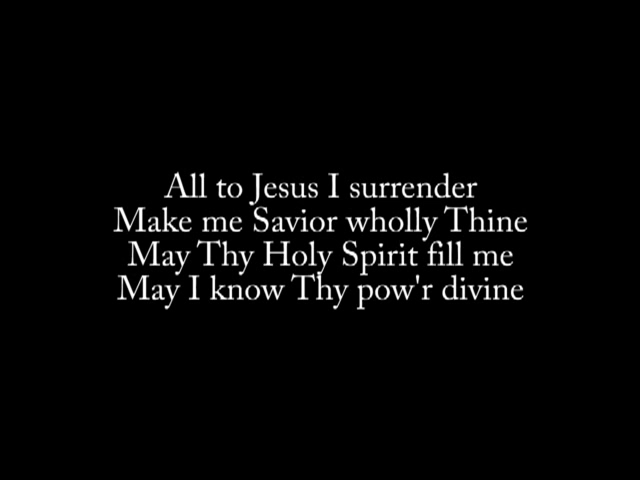 All to Jesus I surrender
Make me Savior wholly Thine
May Thy Holy Spirit fill me
May I know Thy pow'r divine